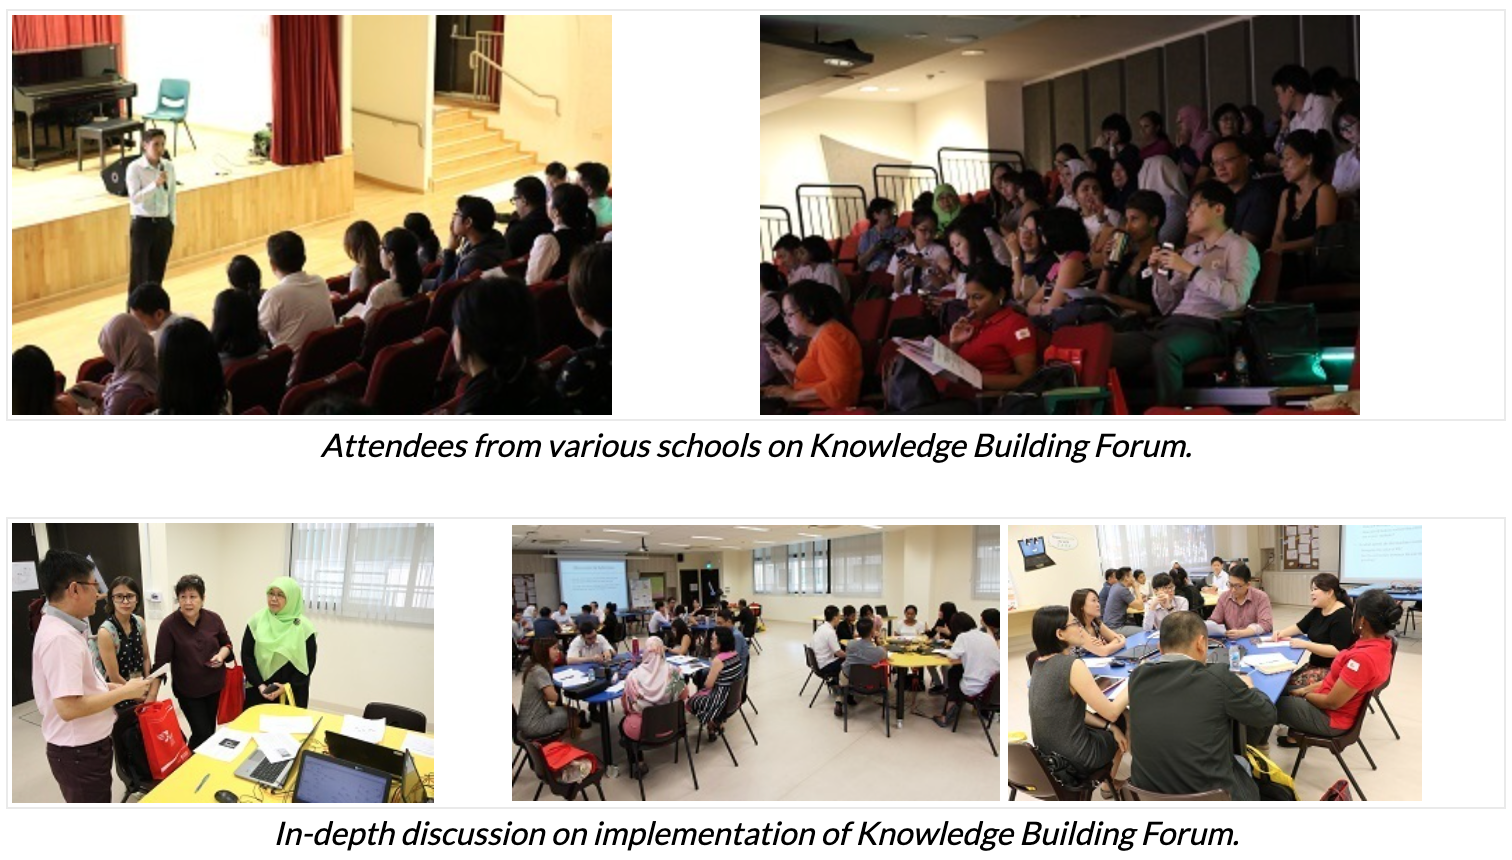 Attendees from various schools on Knowledge Building Forum.
In-depth discussion on implementation of Knowledge Building Forum.